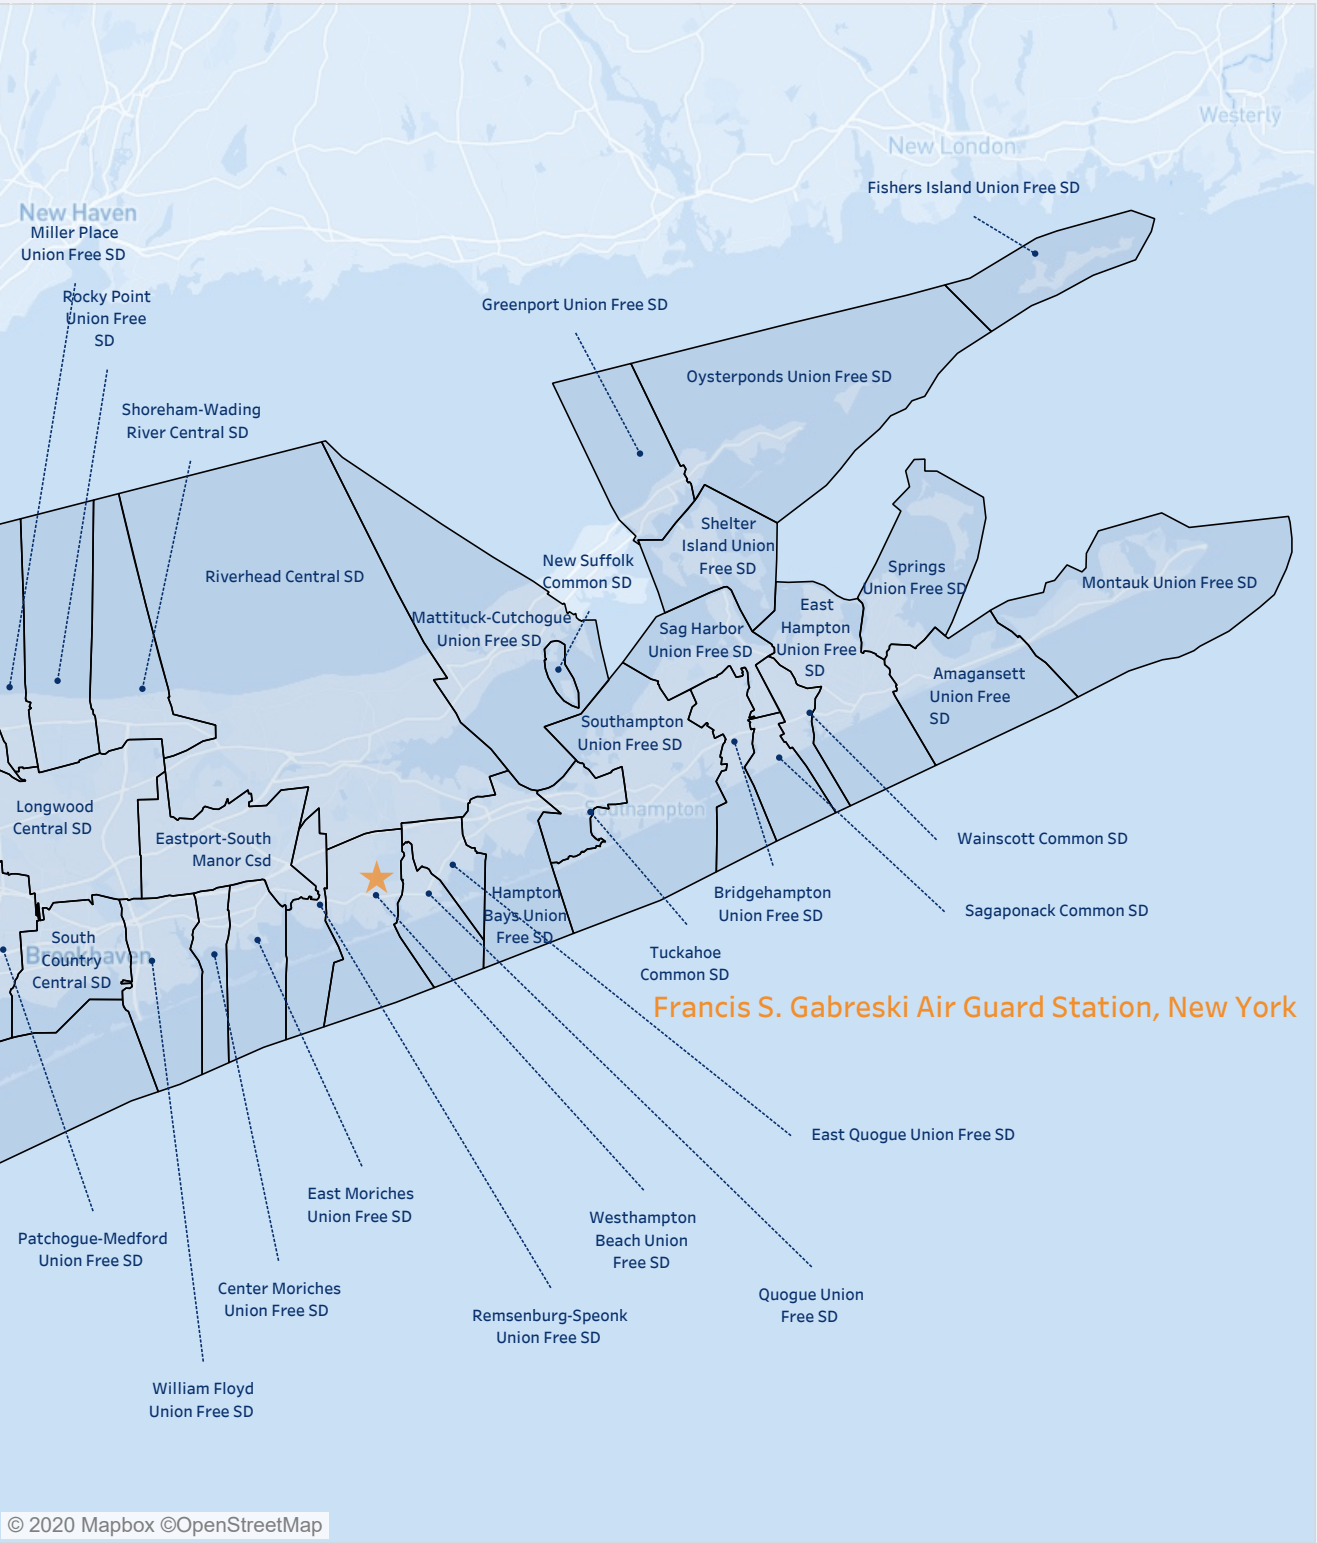 Westerly
New London
Fishers Island Union Free SD
New Haven
Miller Place
Union Free SD
Rocky Point
Union Free
SD
Greenport Union Free SD
Oysterponds Union Free SD
Shoreham-Wading
River Central SD
Shelter
Island Union
Free SD
New Suffolk
Common SD
Riverhead Central SD
Springs
Union Free SD
Montauk Union Free SD
Mattituck-Cutchogue
Union Free SD
East
Hampton
Union Free
SD
Sag Harbor
Union Free SD
Amagansett
Union Free
SD
Southampton
Union Free SD
Longwood
Central SD
Southampton
Eastport-South
Manor Csd
Wainscott Common SD
Hampton
Bays Union
Free SD
Bridgehampton
Union Free SD
Sagaponack Common SD
South
Country
Central SD
Brookhaven
Tuckahoe
Common SD
Francis S. Gabreski Air Guard Station, New York
East Quogue Union Free SD
East Moriches
Union Free SD
Westhampton
Beach Union
Free SD
Patchogue-Medford
Union Free SD
Center Moriches
Union Free SD
Quogue Union
Free SD
Remsenburg-Speonk
Union Free SD
William Floyd
Union Free SD
© 2020 Mapbox ©OpenStreetMap